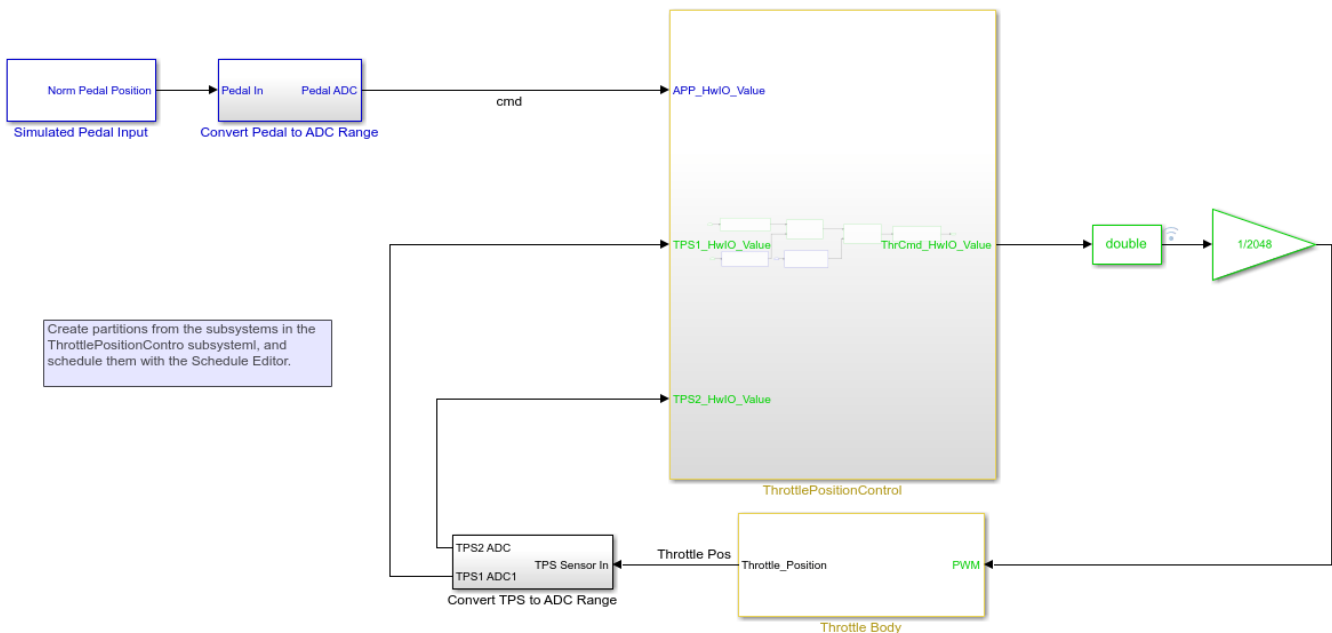 Norm Pedal Position
Simulated Pedal Input
Pedal In
Pedal ADC
Convert Pedal to ADC Range
cmd
APP_HwIO_Value
TPS1_HwIO_Value
ThrCmd_HwIO_Value
TPS2_HwIO_Value
ThrottlePositionControl
double
1/2048
Create partitions from the subsystems in the
ThrottlePositionContro subsysteml, and
schedule them with the Schedule Editor.
TPS2 ADC
TPS1 ADC1
TPS Sensor In
Convert TPS to ADC Range
Throttle Pos
Throttle_Position
PWM
Throttle Body